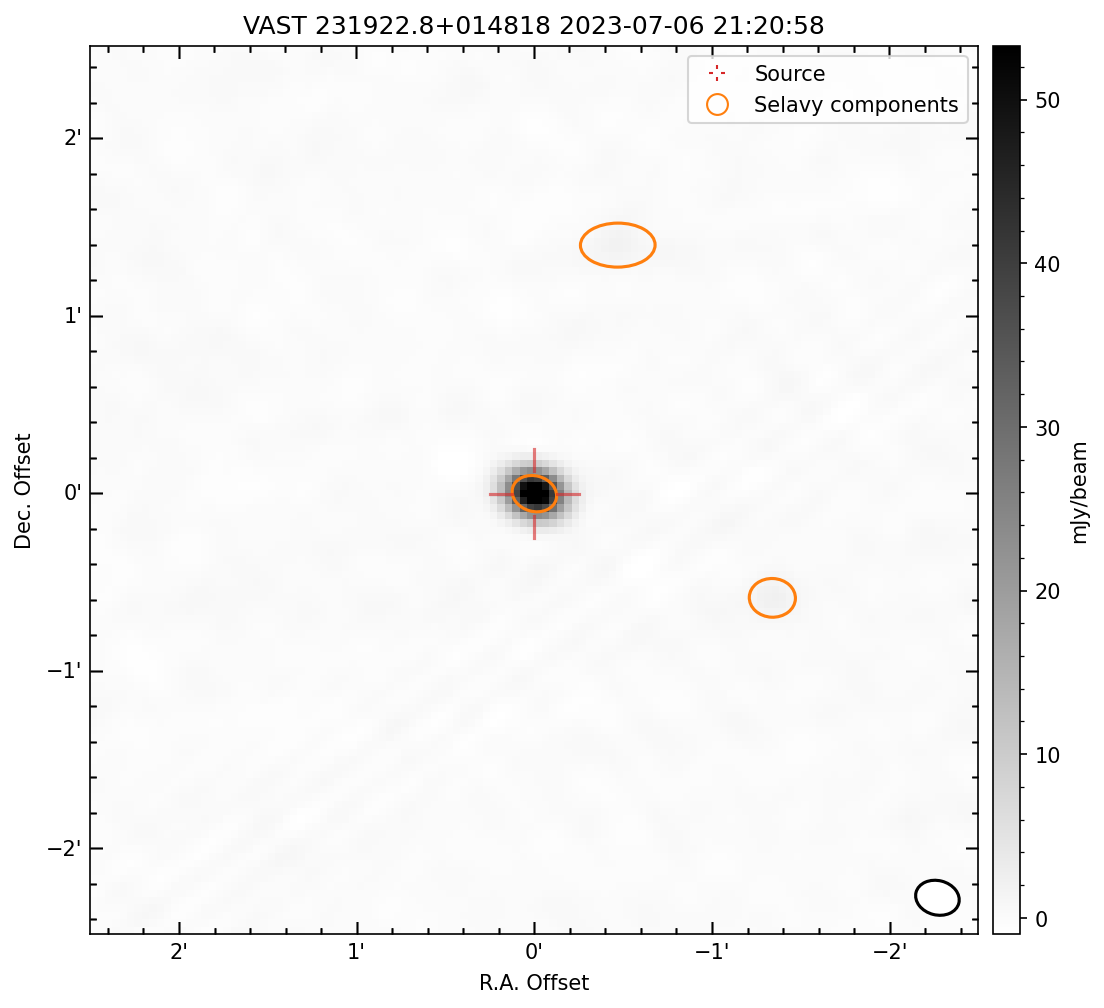 VAST 231922.8+014818 2023-07-06 21:20:58
Source
Selavy components
2'
1'
0'
−1'
−2'
Dec. Offset
2'
1'
0'
−1'
−2'
R.A. Offset
50
40
30
20
10
0
mJy/beam